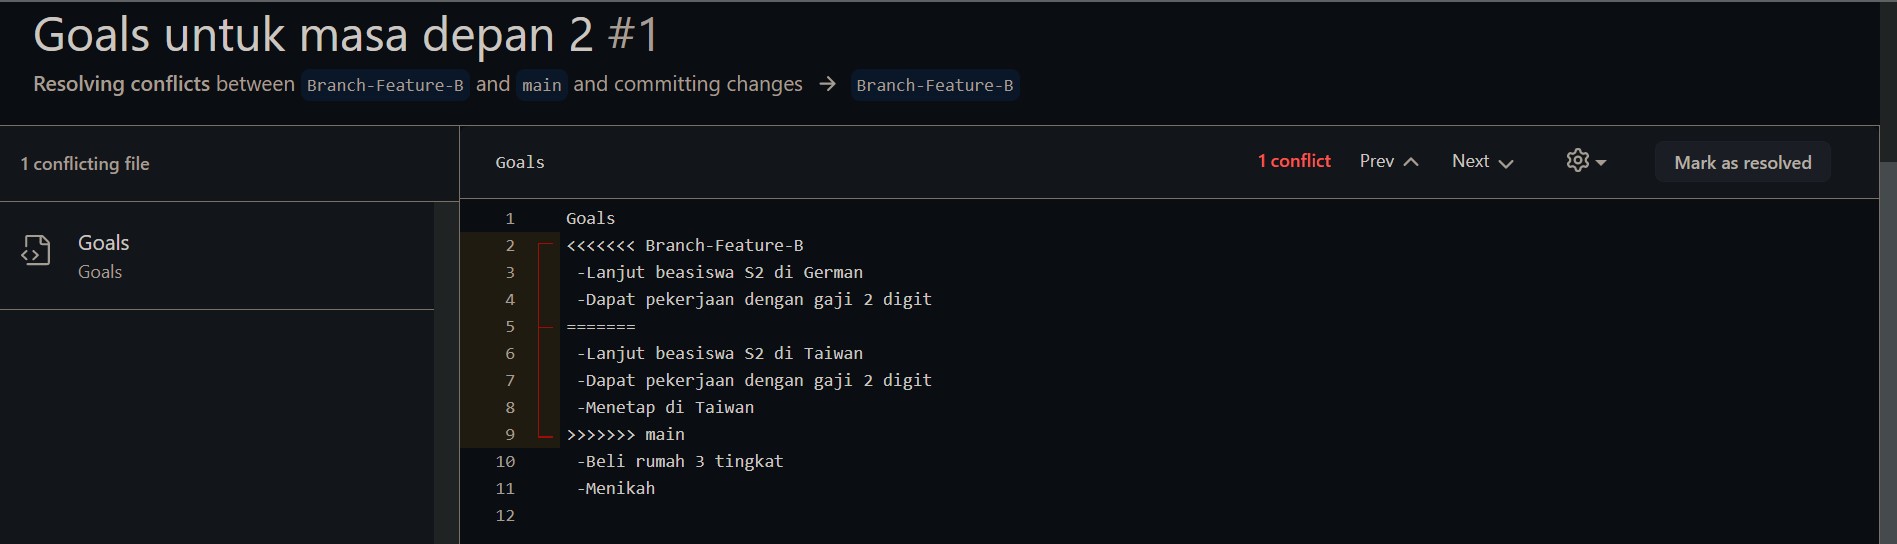 Goals untuk masa depan 2 #1
Resolving conflicts between Branch-Feature-B and main and committing changes → Branch-Feature-B
1 conflicting file
Goals
Goals
Goals 1 conflict Prev Next Mark as resolved
1 Goals
2 <<<<<<< Branch-Feature-B
3 -Lanjut beasiswa S2 di German
4 -Dapat pekerjaan dengan gaji 2 digit
5 =======
6 -Lanjut beasiswa S2 di Taiwan
7 -Dapat pekerjaan dengan gaji 2 digit
8 -Menetap di Taiwan
9 >>>>>>> main
10 -Beli rumah 3 tingkat
11 -Menikah
12